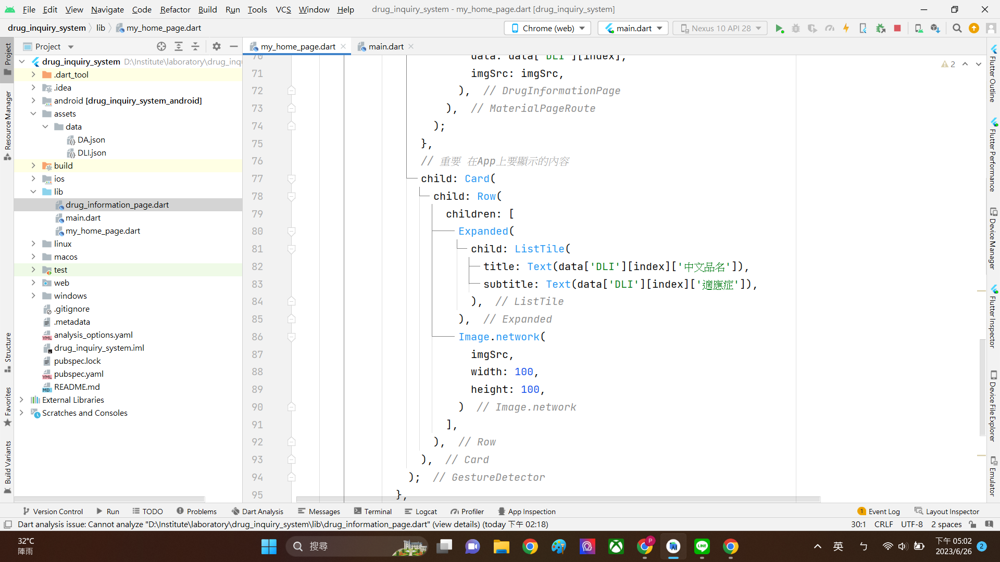 File Edit View Navigate Code Refactor Build Run Tools VCS Window Help drug_inquiry_system - my_home_page.dart [drug_inquiry_system]
drug_inquiry_system lib my_home_page.dart Chrome (web) main.dart Nexus 10 API 28
Project my_home_page.dart main.dart
drug_inquiry_system D:\Institute\laboratory\drug_inqu
.dart_tool
.idea
android [drug_inquiry_system_android]
assets
data
DA.json
DLI.json
build
ios
lib
drug_information_page.dart
main.dart
my_home_page.dart
linux
macos
test
web
windows
.gitignore
.metadata
analysis_options.yaml
drug_inquiry_system.iml
pubspec.lock
pubspec.yaml
README.md
External Libraries
Scratches and Consoles
Project
Resource Manager
Structure
Favorites
Build Variants
70 data: data['DLI'][index],
71 imgSrc: imgSrc,
72 ), // DrugInformationPage
73 ), // MaterialPageRoute
74 );
75 },
76 // 重要 在App上要顯示的內容
77 child: Card(
78 child: Row(
79 children: [
80 Expanded(
81 child: ListTile(
82 title: Text(data['DLI'][index]['中文品名']),
83 subtitle: Text(data['DLI'][index]['適應症']),
84 ), // ListTile
85 ), // Expanded
86 Image.network(
87 imgSrc,
88 width: 100,
89 height: 100,
90 ) // Image.network
91 ],
92 ), // Row
93 ), // Card
94 ); // GestureDetector
95 },
2
Flutter Outline
Flutter Performance
Device Manager
Flutter Inspector
Device File Explorer
Emulator
Version Control Run TODO Problems Dart Analysis Messages Terminal Logcat Profiler App Inspection 1 Event Log Layout Inspector
Dart analysis issue: Cannot analyze "D:\Institute\laboratory\drug_inquiry_system\lib\drug_information_page.dart" (view details) (today 下午 02:18) 30:1 CRLF UTF-8 2 spaces
32°C
陣雨
搜尋
P
LINE
英
ㄅ
下午 05:02
2023/6/26
2